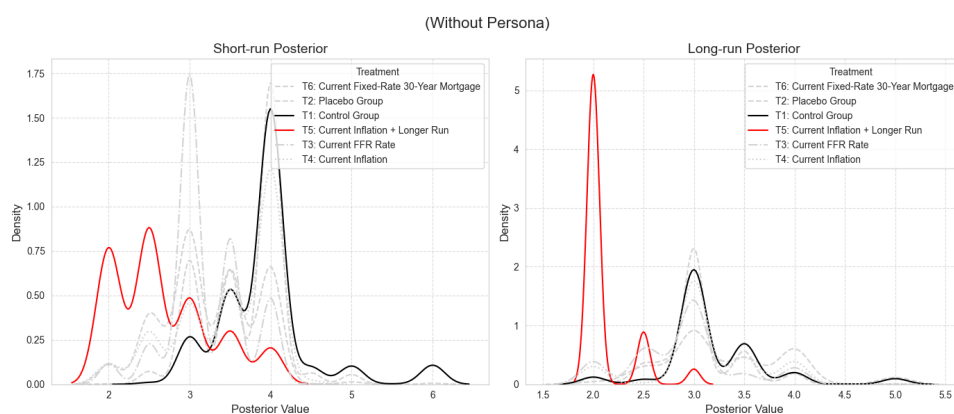 (Without Persona)
Short-run Posterior
Treatment
T6: Current Fixed-Rate 30-Year Mortgage
T2: Placebo Group
T1: Control Group
T5: Current Inflation + Longer Run
T3: Current FFR Rate
T4: Current Inflation
1.75
1.50
1.25
1.00
0.75
0.50
0.25
0.00
Density
2 3 4 5 6
Posterior Value
Long-run Posterior
Treatment
T6: Current Fixed-Rate 30-Year Mortgage
T2: Placebo Group
T1: Control Group
T5: Current Inflation + Longer Run
T3: Current FFR Rate
T4: Current Inflation
5
4
3
2
1
0
Density
1.5 2.0 2.5 3.0 3.5 4.0 4.5 5.0 5.5
Posterior Value